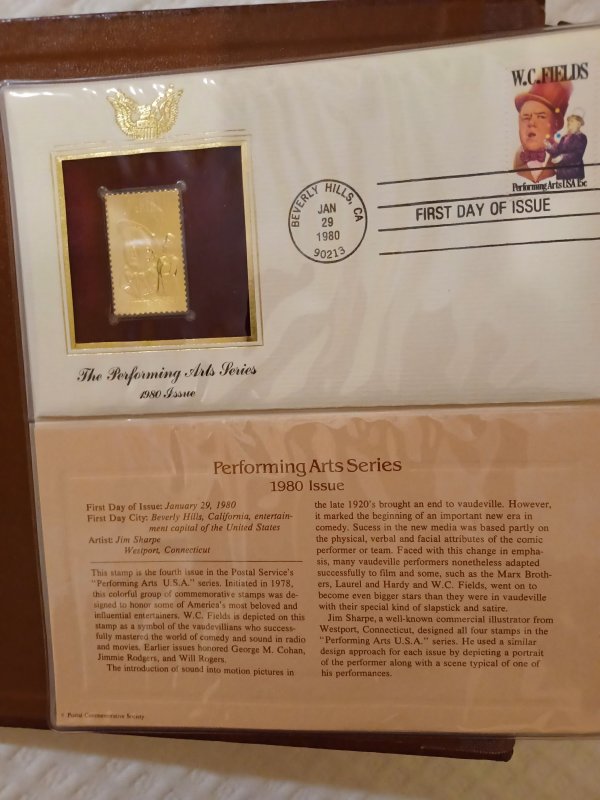 W.C. FIELDS
Performing Arts USA 15c
BEVERLY HILLS, CA
JAN
29
1980
90213
FIRST DAY OF ISSUE
The Performing Arts Series
1980 Issue
Performing Arts Series
1980 Issue
First Day of Issue: January 29, 1980
First Day City: Beverly Hills, California, entertain-
ment capital of the United States
Artist: Jim Sharpe
Westport, Connecticut
This stamp is the fourth issue in the Postal Service's
"Performing Arts U.S.A." series. Initiated in 1978,
this colorful group of commemorative stamps was de-
signed to honor some of America's most beloved and
influential entertainers. W.C. Fields is depicted on this
stamp as a symbol of the vaudevillians who success-
fully mastered the world of comedy and sound in radio
and movies. Earlier issues honored George M. Cohan,
Jimmie Rodgers, and Will Rogers.
The introduction of sound into motion pictures in
the late 1920's brought an end to vaudeville. However,
it marked the beginning of an important new era in
comedy. Sucess in the new media was based partly on
the physical, verbal and facial attributes of the comic
performer or team. Faced with this change in empha-
sis, many vaudeville performers nonetheless adapted
successfully to film and some, such as the Marx Broth-
ers, Laurel and Hardy and W.C. Fields, went on to
become even bigger stars than they were in vaudeville
with their special kind of slapstick and satire.
Jim Sharpe, a well-known commercial illustrator from
Westport, Connecticut, designed all four stamps in the
"Performing Arts U.S.A." series. He used a similar
design approach for each issue by depicting a portrait
of the performer along with a scene typical of one of
his performances.
Postal Commemorative Society